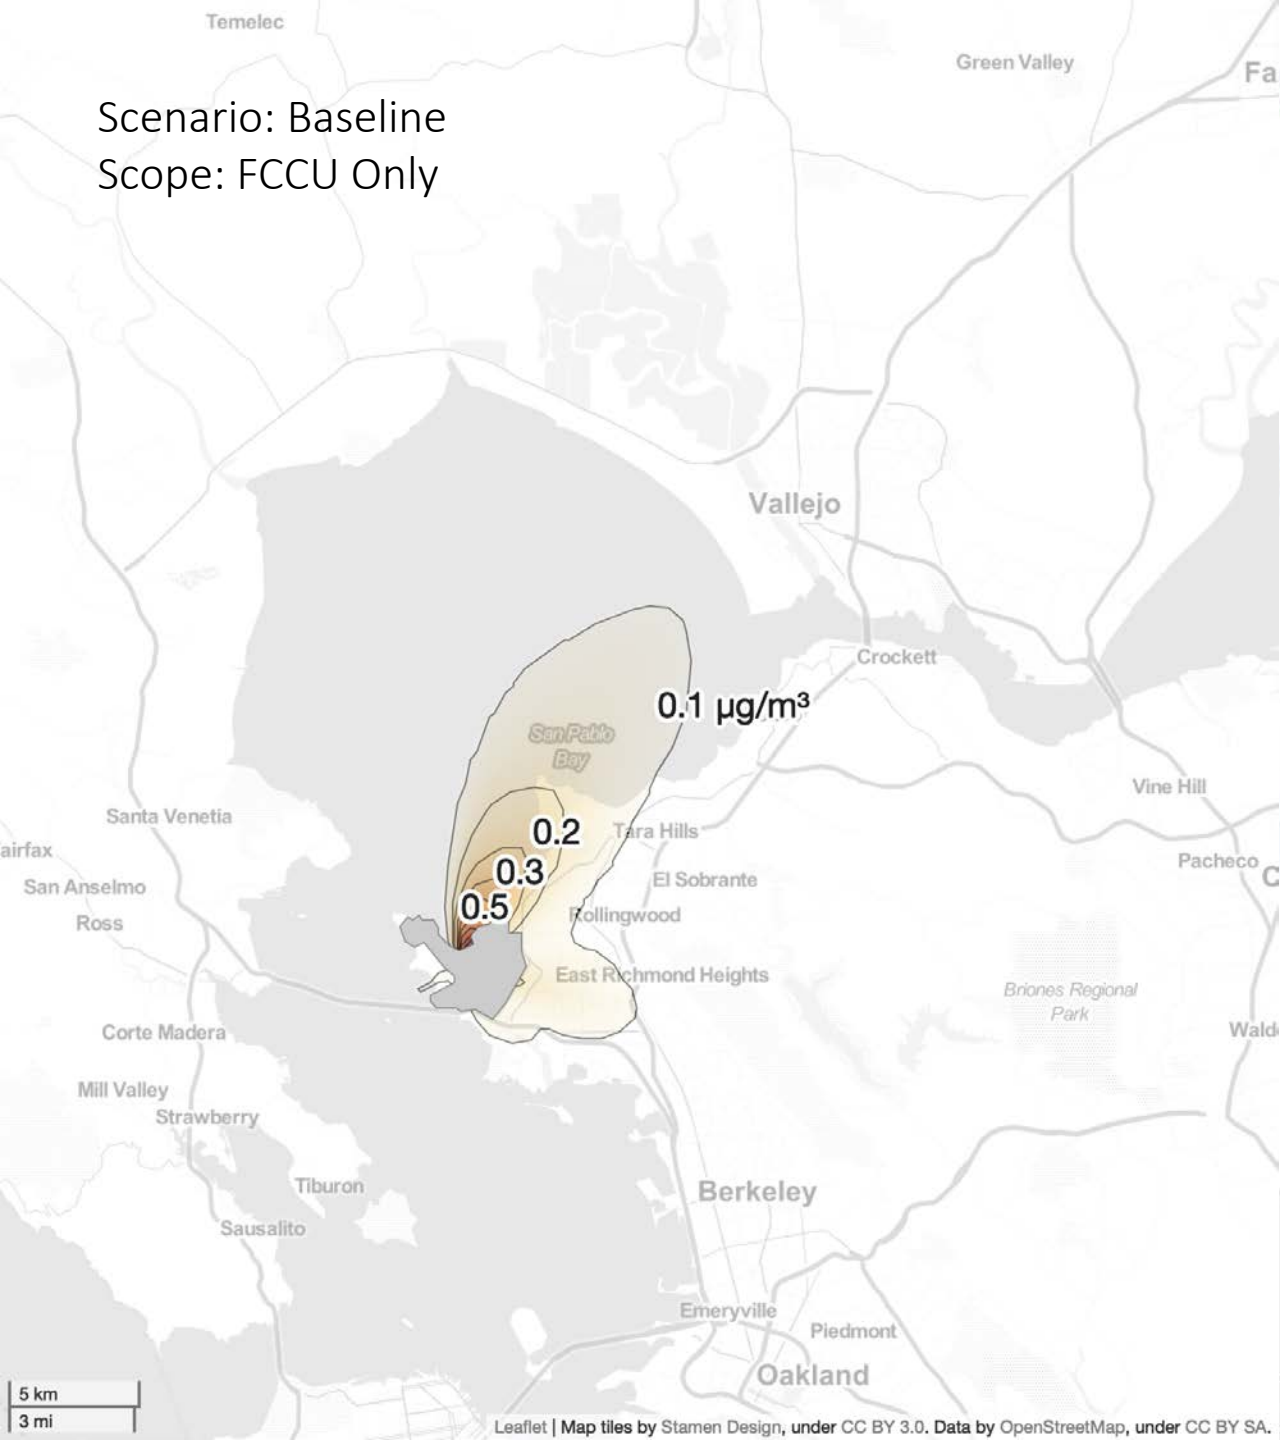 Temelec
Green Valley
Fa
Scenario: Baseline
Scope: FCCU Only
Vallejo
Crockett
0.1 µg/m³
San Pablo
Bay
Vine Hill
Santa Venetia
0.2
Tara Hills
airfax
Pacheco
0.3
C
San Anselmo
El Sobrante
0.5
Ross
Rollingwood
East Richmond Heights
Briones Regional
Park
Corte Madera
Wald
Mill Valley
Strawberry
Tiburon
Berkeley
Sausalito
Emeryville
Piedmont
Oakland
5 km
3 mi
Leaflet | Map tiles by Stamen Design, under CC BY 3.0. Data by OpenStreetMap, under CC BY SA.